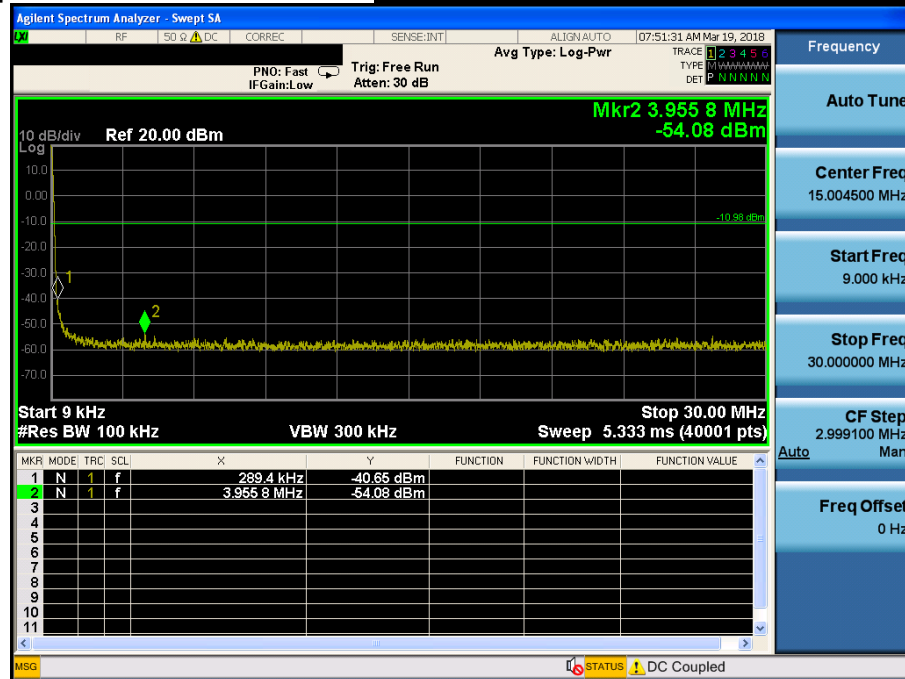 Agilent Spectrum Analyzer - Swept SA
LXI RF 50 Ω DC CORREC SENSE:INT ALIGN AUTO 07:51:31 AM Mar 19, 2018
Avg Type: Log-Pwr
TRACE 1 2 3 4 5 6
TYPE M
DET P N N N N N
PNO: Fast Trig: Free Run
IFGain:Low Atten: 30 dB
Frequency
Mkr2 3.955 8 MHz
-54.08 dBm
10 dB/div Ref 20.00 dBm
Log
10.0
0.00
-10.0
-10.98 dBm
-20.0
-30.0
1
-40.0
2
-50.0
-60.0
-70.0
Start 9 kHz Stop 30.00 MHz
#Res BW 100 kHz VBW 300 kHz Sweep 5.333 ms (40001 pts)
MKR MODE TRC SCL X Y FUNCTION FUNCTION WIDTH FUNCTION VALUE
1 N 1 f 289.4 kHz -40.65 dBm
2 N 1 f 3.955 8 MHz -54.08 dBm
3
4
5
6
7
8
9
10
11
Auto Tune
Center Freq
15.004500 MHz
Start Freq
9.000 kHz
Stop Freq
30.000000 MHz
CF Step
2.999100 MHz
Auto Man
Freq Offset
0 Hz
MSG STATUS DC Coupled